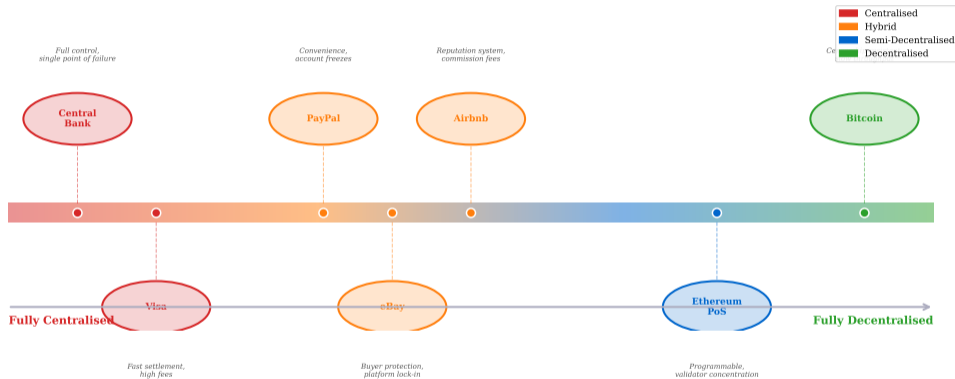 Centralised
Hybrid
Semi-Decentralised
Decentralised
Full control,
single point of failure
Convenience,
account freezes
Reputation system,
commission fees
Central
Bank
PayPal
Airbnb
Bitcoin
Visa
eBay
Ethereum
PoS
Fully Centralised
Fully Decentralised
Fast settlement,
high fees
Buyer protection,
platform lock-in
Programmable,
validator concentration